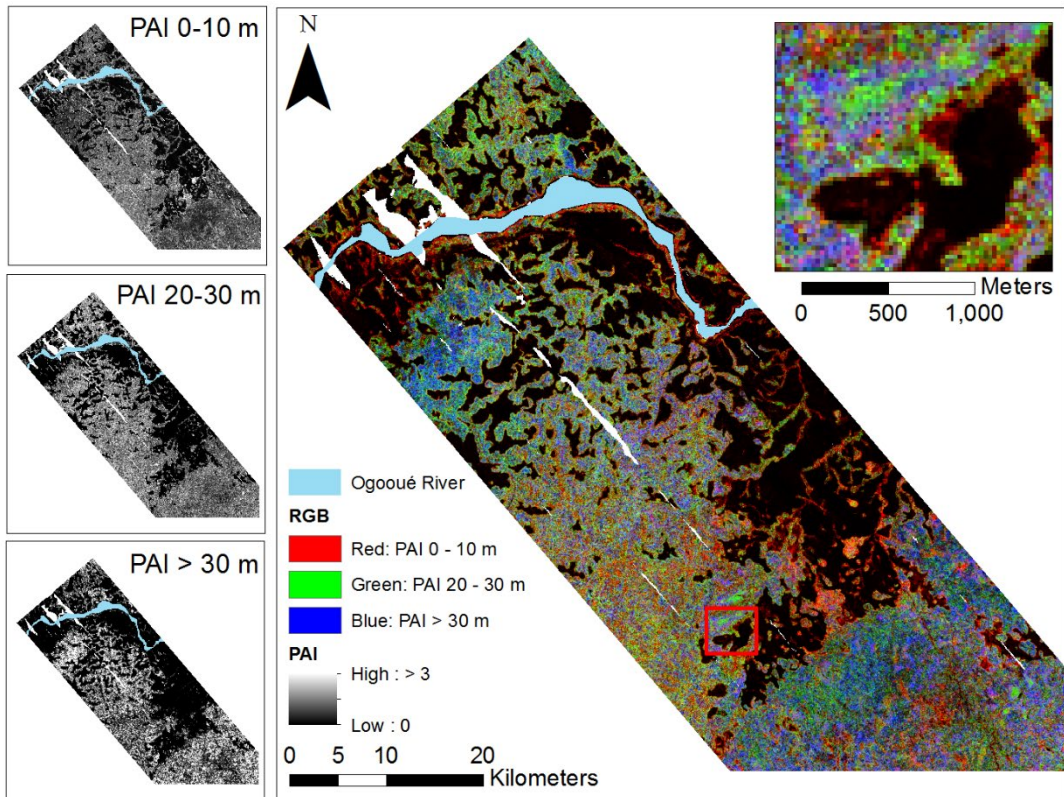 PAI 0-10 m
PAI 20-30 m
PAI > 30 m
N
Meters
0 500 1,000
Ogooué River
RGB
Red: PAI 0 - 10 m
Green: PAI 20 - 30 m
Blue: PAI > 30 m
PAI
High : > 3
Low : 0
0 5 10 20
Kilometers